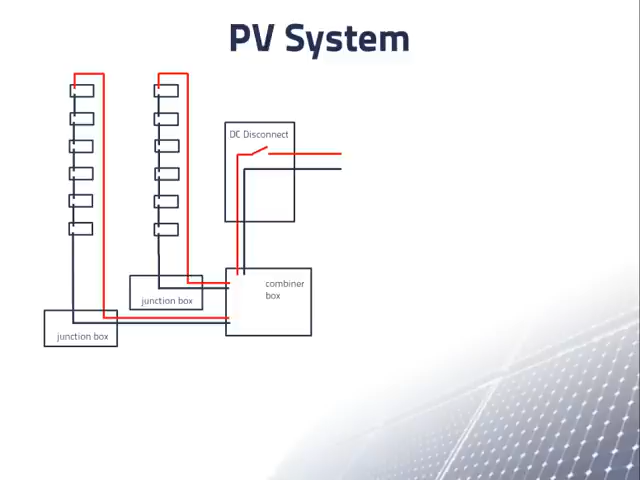 PV System
DC Disconnect
combiner
box
junction box
junction box